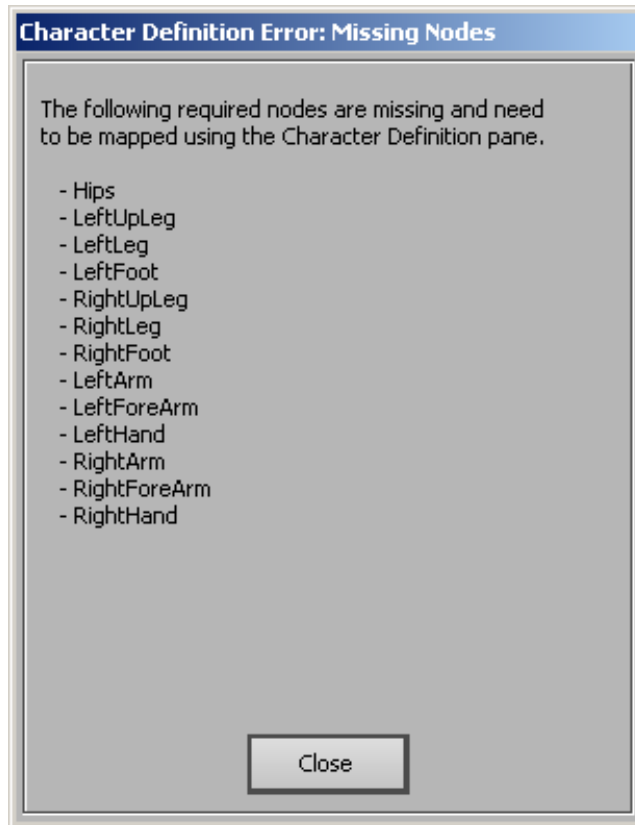 Character Definition Error: Missing Nodes
The following required nodes are missing and need
to be mapped using the Character Definition pane.
- Hips
- LeftUpLeg
- LeftLeg
- LeftFoot
- RightUpLeg
- RightLeg
- RightFoot
- LeftArm
- LeftForeArm
- LeftHand
- RightArm
- RightForeArm
- RightHand
Close